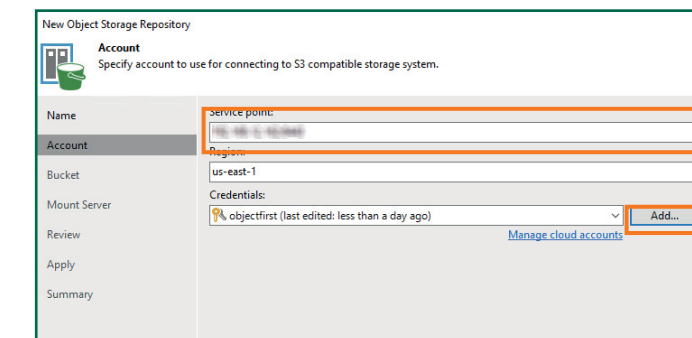 New Object Storage Repository
Account
Specify account to use for connecting to S3 compatible storage system.
Name
Account
Bucket
Mount Server
Review
Apply
Summary
Service point:
Region:
us-east-1
Credentials:
objectfirst (last edited: less than a day ago)
Add...
Manage cloud accounts